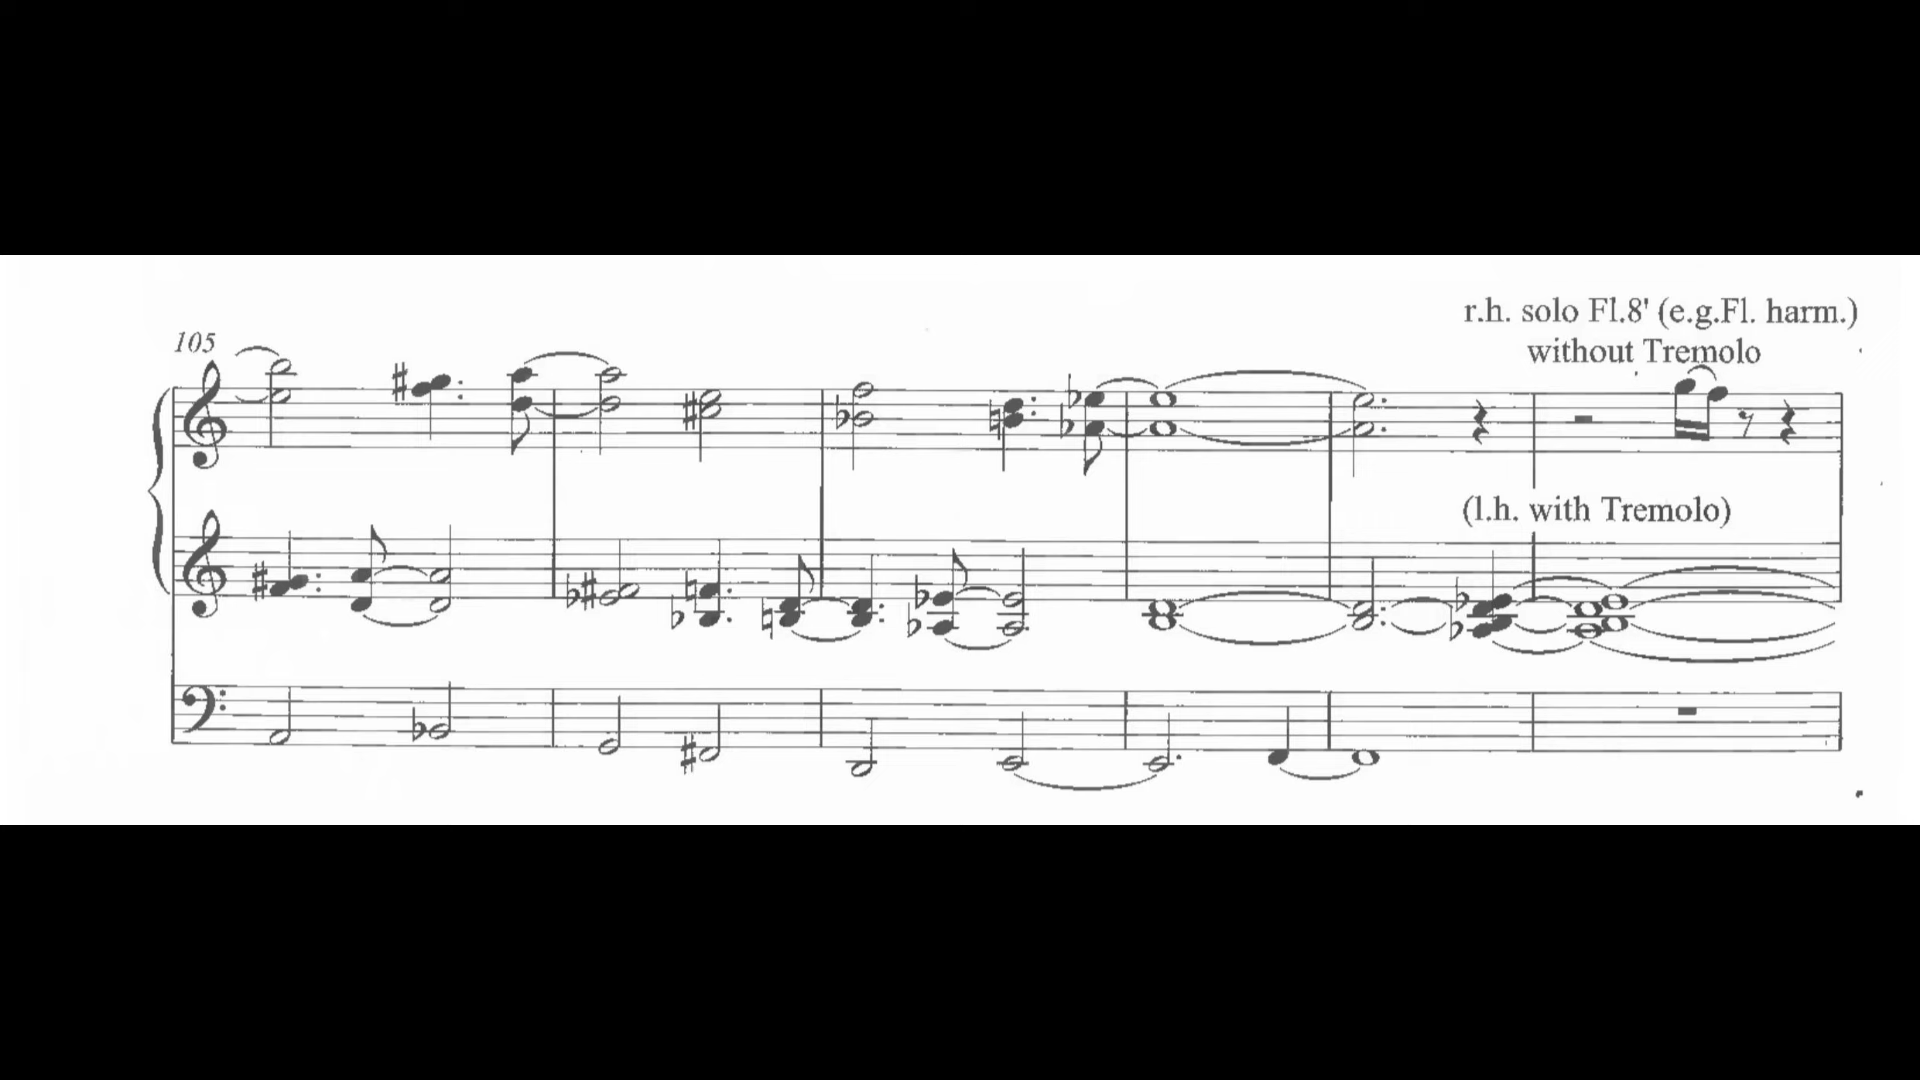 r.h. solo Fl.8' (e.g.Fl. harm.)
without Tremolo
105
(l.h. with Tremolo)